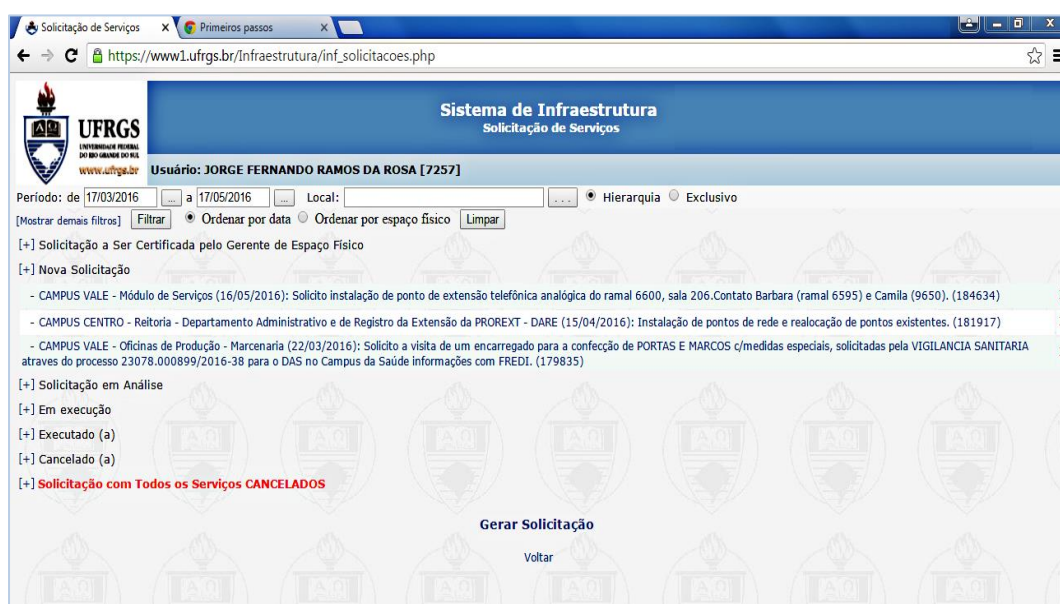 Solicitação de Serviços
Primeiros passos
https://www1.ufrgs.br/Infraestrutura/inf_solicitacoes.php
UFRGS
UNIVERSIDADE FEDERAL
DO RIO GRANDE DO SUL
www.ufrgs.br
Sistema de Infraestrutura
Solicitação de Serviços
Usuário: JORGE FERNANDO RAMOS DA ROSA [7257]
Período: de 17/03/2016 ... a 17/05/2016 ... Local: ... Hierarquia Exclusivo
[Mostrar demais filtros] Filtrar Ordenar por data Ordenar por espaço físico Limpar
[+] Solicitação a Ser Certificada pelo Gerente de Espaço Físico
[+] Nova Solicitação
- CAMPUS VALE - Módulo de Serviços (16/05/2016): Solicito instalação de ponto de extensão telefônica analógica do ramal 6600, sala 206.Contato Barbara (ramal 6595) e Camila (9650). (184634)
- CAMPUS CENTRO - Reitoria - Departamento Administrativo e de Registro da Extensão da PROREXT - DARE (15/04/2016): Instalação de pontos de rede e realocação de pontos existentes. (181917)
- CAMPUS VALE - Oficinas de Produção - Marcenaria (22/03/2016): Solicito a visita de um encarregado para a confecção de PORTAS E MARCOS c/medidas especiais, solicitadas pela VIGILANCIA SANITARIA
atraves do processo 23078.000899/2016-38 para o DAS no Campus da Saúde informações com FREDI. (179835)
[+] Solicitação em Análise
[+] Em execução
[+] Executado (a)
[+] Cancelado (a)
[+] Solicitação com Todos os Serviços CANCELADOS
Gerar Solicitação
Voltar